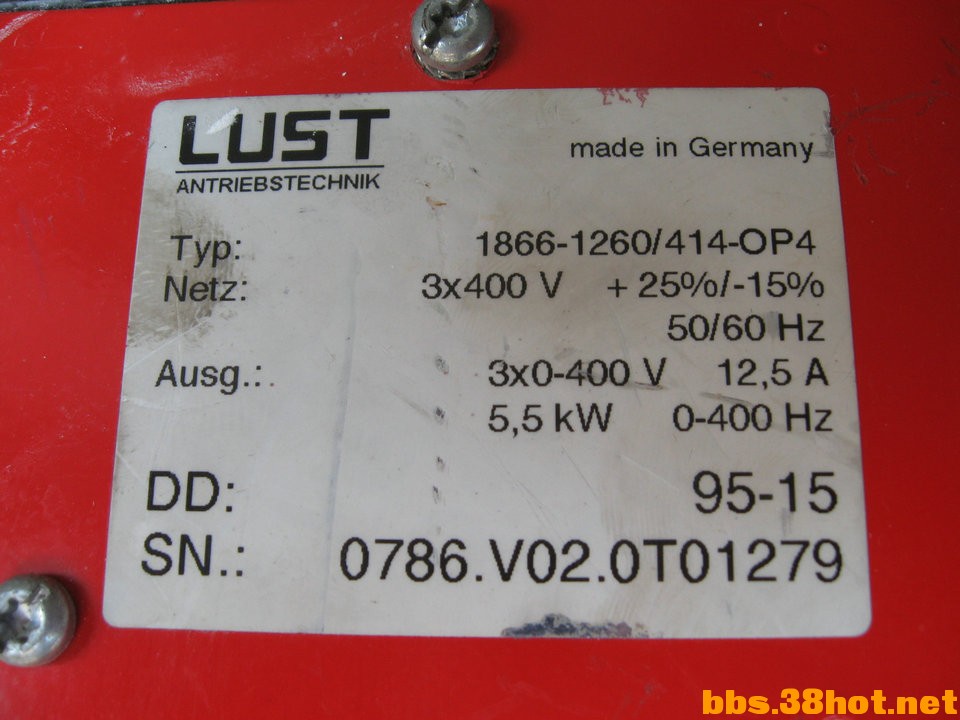 LUST
ANTRIEBSTECHNIK
made in Germany
Typ: 1866-1260/414-OP4
Netz: 3x400 V +25%/-15%
50/60 Hz
Ausg.: 3x0-400 V 12,5 A
5,5 kW 0-400 Hz
DD: 95-15
SN.: 0786.V02.0T01279
bbs.38hot.net